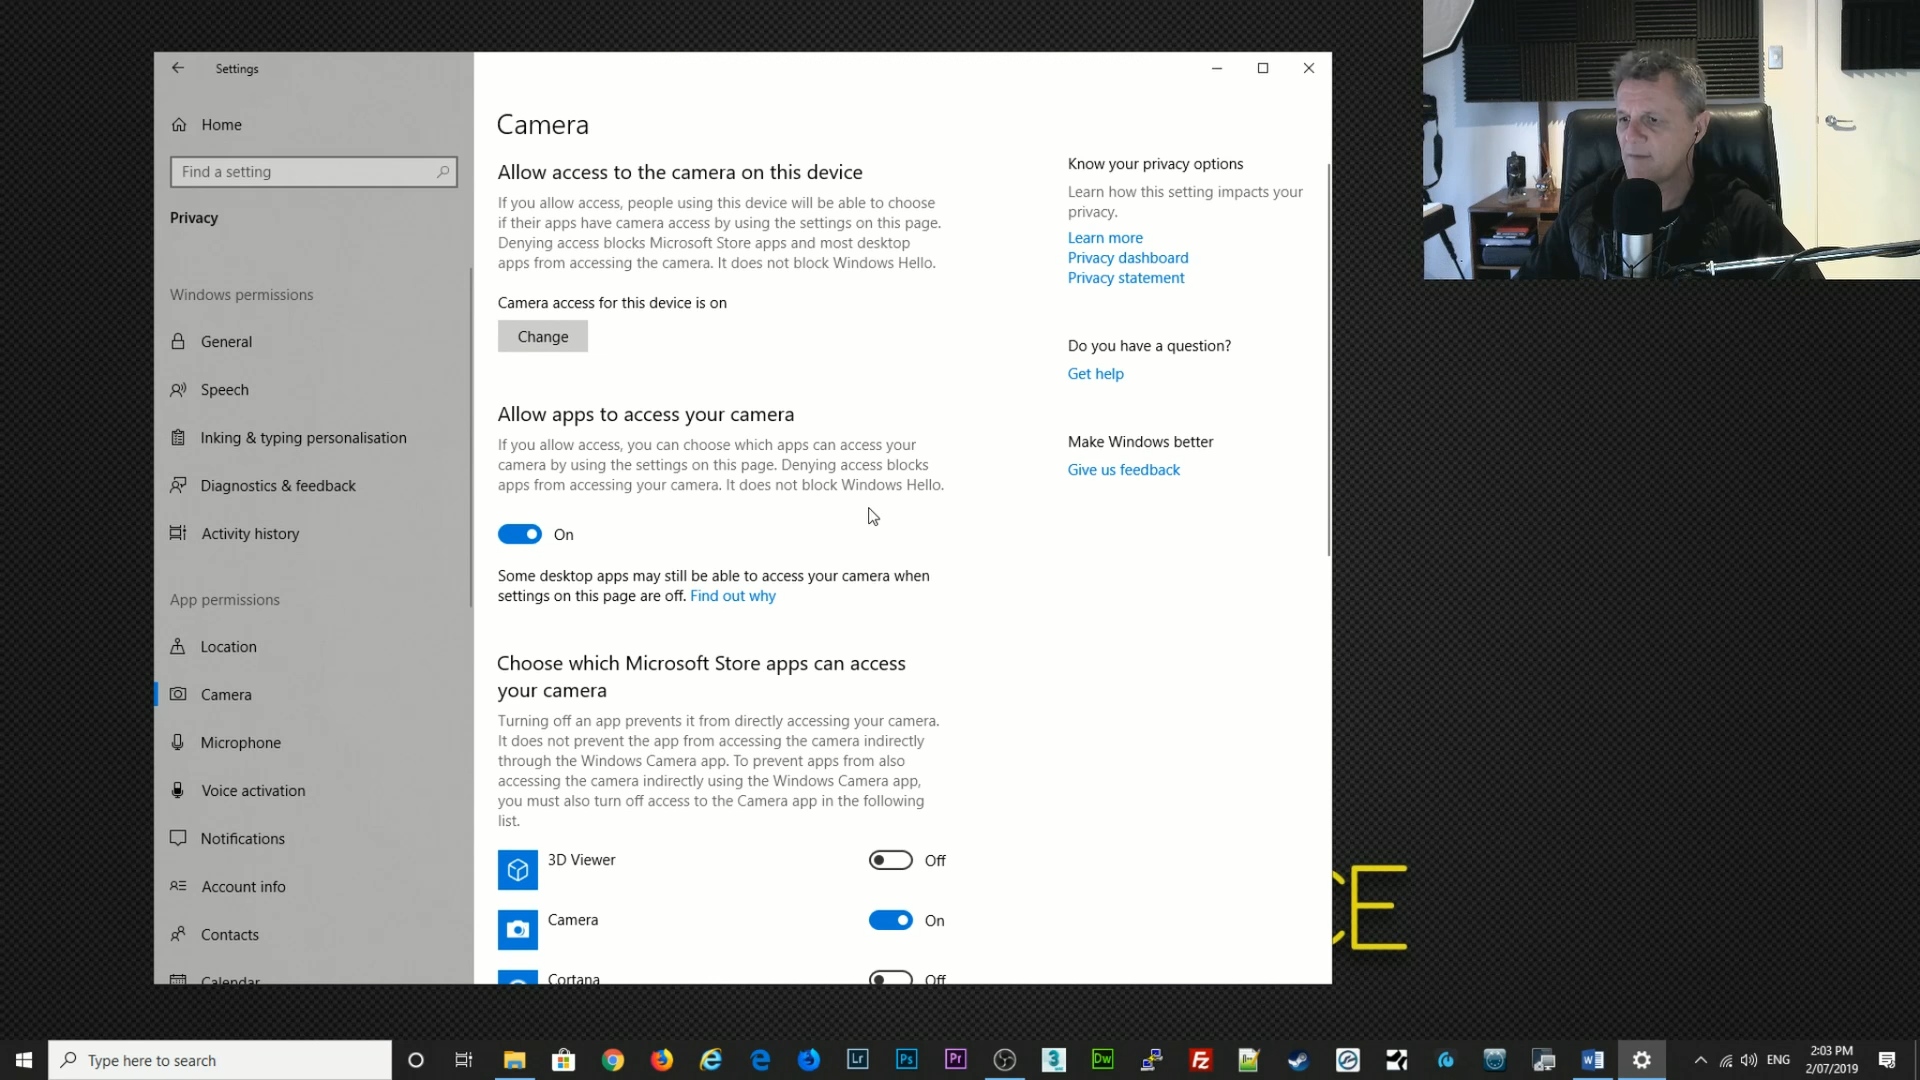 Settings
Home
Find a setting
Privacy
Windows permissions
General
Speech
Inking & typing personalisation
Diagnostics & feedback
Activity history
App permissions
Location
Camera
Microphone
Voice activation
Notifications
Account info
Contacts
Calendar
Camera
Allow access to the camera on this device
If you allow access, people using this device will be able to choose
if their apps have camera access by using the settings on this page.
Denying access blocks Microsoft Store apps and most desktop
apps from accessing the camera. It does not block Windows Hello.
Camera access for this device is on
Change
Allow apps to access your camera
If you allow access, you can choose which apps can access your
camera by using the settings on this page. Denying access blocks
apps from accessing your camera. It does not block Windows Hello.
On
Some desktop apps may still be able to access your camera when
settings on this page are off. Find out why
Choose which Microsoft Store apps can access
your camera
Turning off an app prevents it from directly accessing your camera.
It does not prevent the app from accessing the camera indirectly
through the Windows Camera app. To prevent apps from also
accessing the camera indirectly using the Windows Camera app,
you must also turn off access to the Camera app in the following
list.
3D Viewer Off
Camera On
Cortana Off
Know your privacy options
Learn how this setting impacts your
privacy.
Learn more
Privacy dashboard
Privacy statement
Do you have a question?
Get help
Make Windows better
Give us feedback
CE
Type here to search
Lr Ps Pr 3 Dw FZ W
ENG
2:03 PM
2/07/2019